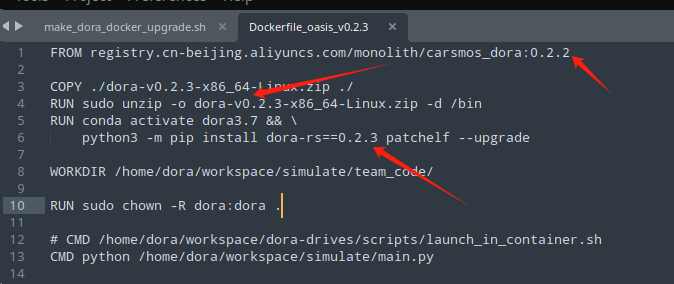 make_dora_docker_upgrade.sh
Dockerfile_oasis_v0.2.3
1 FROM registry.cn-beijing.aliyuncs.com/monolith/carsmos_dora:0.2.2
2
3 COPY ./dora-v0.2.3-x86_64-Linux.zip ./
4 RUN sudo unzip -o dora-v0.2.3-x86_64-Linux.zip -d /bin
5 RUN conda activate dora3.7 && \
6 python3 -m pip install dora-rs==0.2.3 patchelf --upgrade
7
8 WORKDIR /home/dora/workspace/simulate/team_code/
9
10 RUN sudo chown -R dora:dora .
11
12 # CMD /home/dora/workspace/dora-drives/scripts/launch_in_container.sh
13 CMD python /home/dora/workspace/simulate/main.py
14